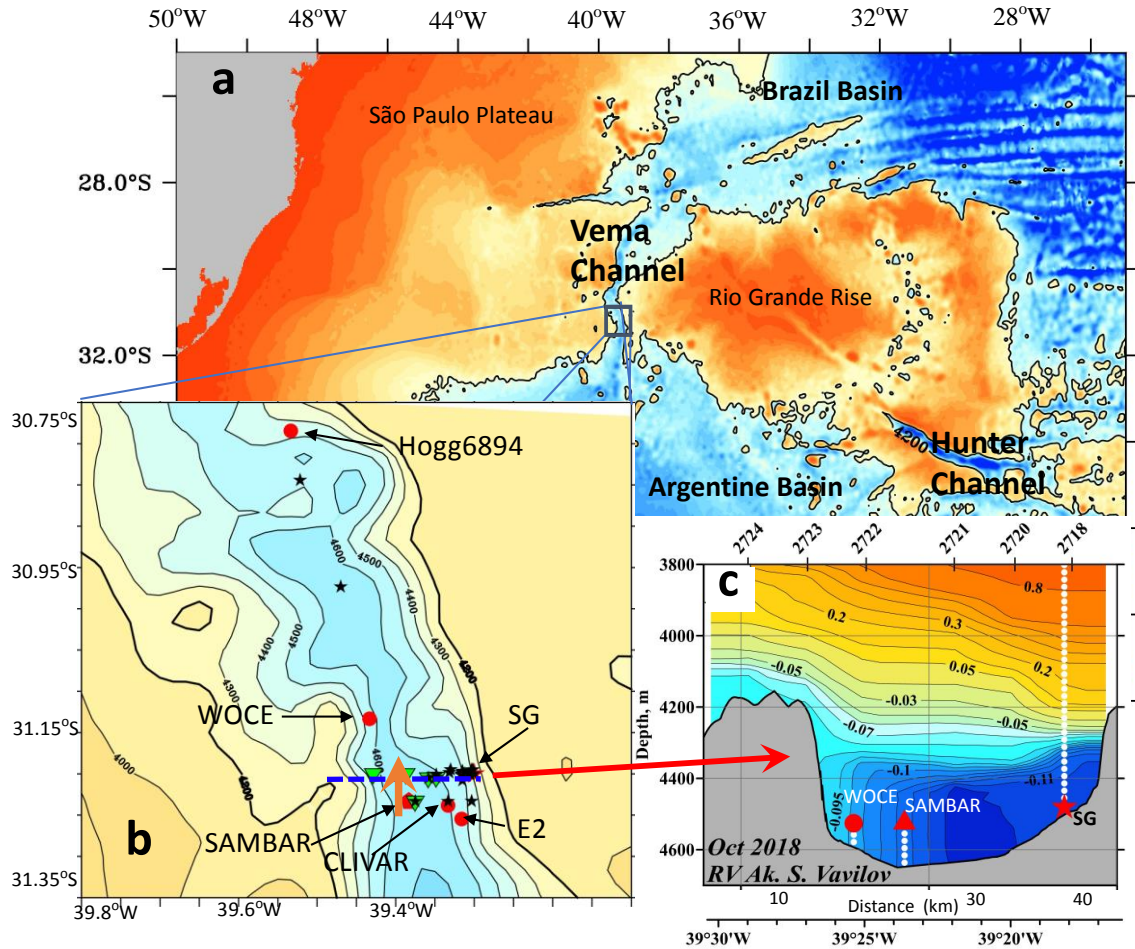 50°W 48°W 46°W 44°W 42°W 40°W 38°W 36°W 34°W 32°W 30°W 28°W
a
São Paulo Plateau
Brazil Basin
28.0°S
Vema
Channel
Rio Grande Rise
32.0°S
4200
Hunter
Channel
Argentine Basin
30.75°S
30.95°S
31.15°S
31.35°S
Hogg6894
4600
4500
4400
4300
4500
4400
4300
WOCE
SG
4600
4000
SAMBAR
CLIVAR
E2
b
39.8°W 39.6°W 39.4°W
2724 2723 2722 2721 2720 2718
c
3800
4000
4200
4400
4600
Depth, m
0.8
0.2
0.3
0.2
-0.05
0.05
-0.03
-0.05
-0.07
-0.1
-0.11
-0.095
WOCE
SAMBAR
SG
Oct 2018
RV Ak. S. Vavilov
10 Distance (km) 30 40
39°30'W 39°25'W 39°20'W